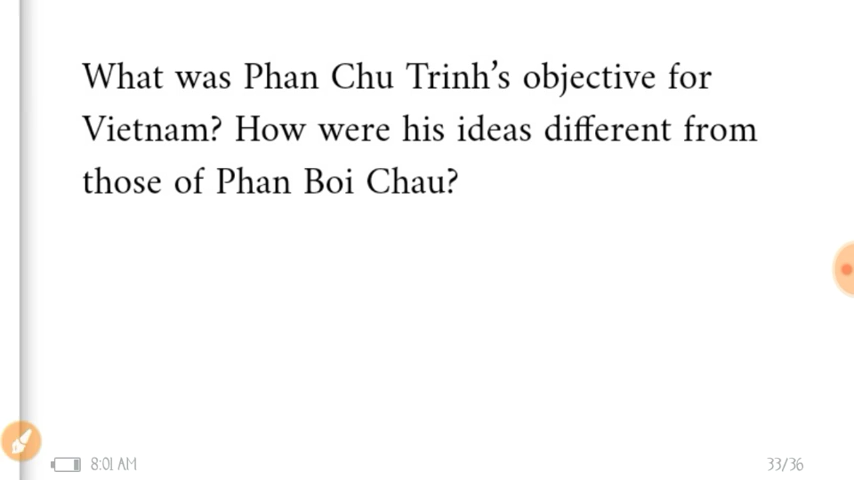 What was Phan Chu Trinh’s objective for
Vietnam? How were his ideas different from
those of Phan Boi Chau?
8:01 AM
33/36